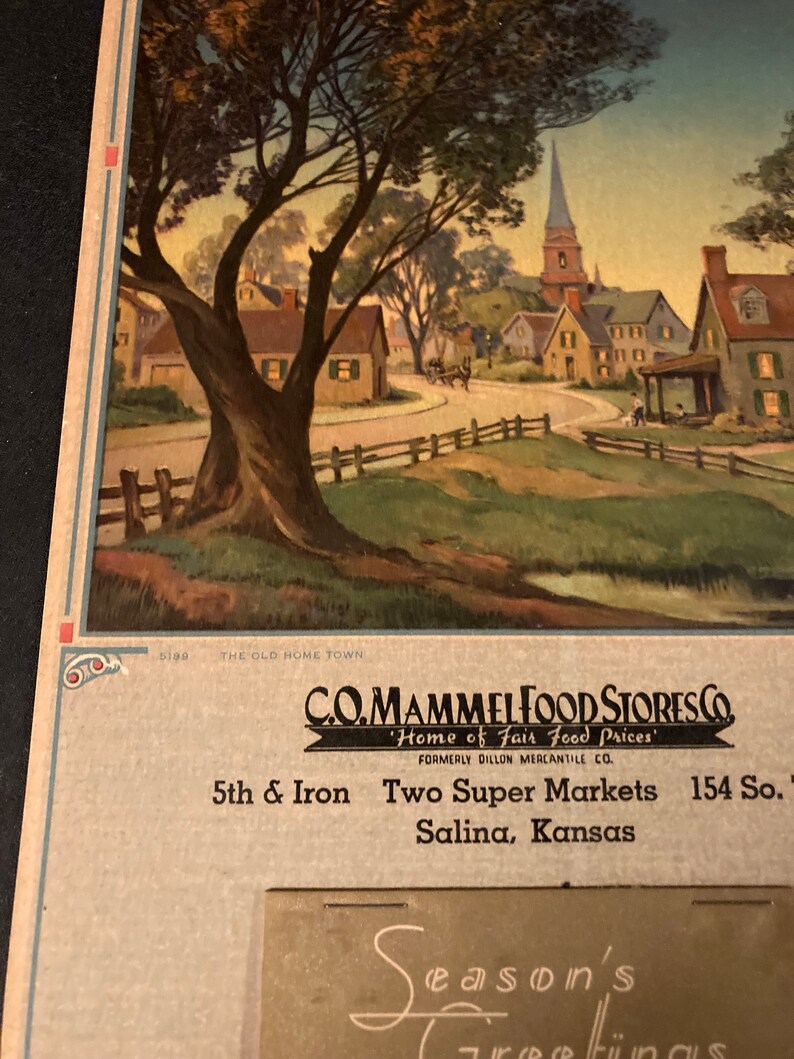 5199 THE OLD HOME TOWN
C.O. MAMMEL FOOD STORES CO.
'Home of Fair Food Prices'
FORMERLY DILLON MERCANTILE CO.
5th & Iron Two Super Markets 154 So.
Salina, Kansas
Season's
Greetings